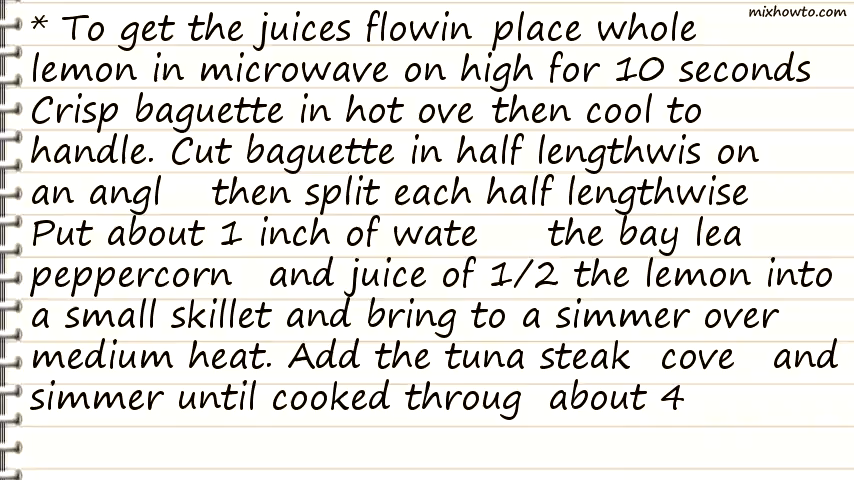 mixhowto.com
* To get the juices flowin place whole
lemon in microwave on high for 10 seconds
Crisp baguette in hot ove then cool to
handle. Cut baguette in half lengthwis on
an angl then split each half lengthwise
Put about 1 inch of wate the bay lea
peppercorn and juice of 1/2 the lemon into
a small skillet and bring to a simmer over
medium heat. Add the tuna steak cove and
simmer until cooked throug about 4